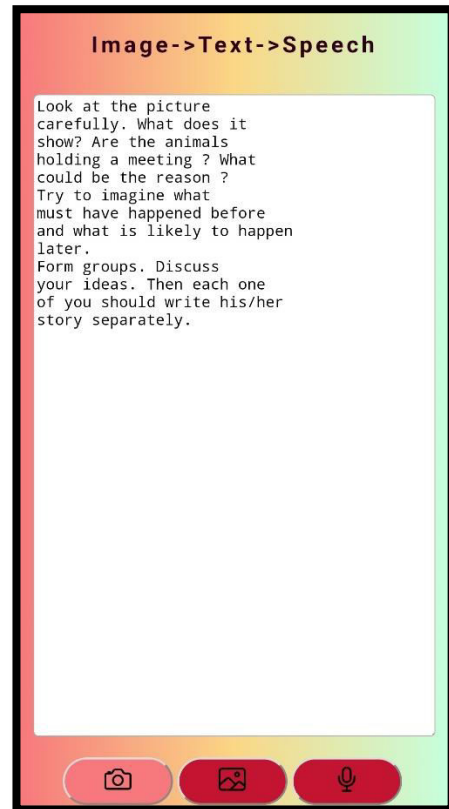 Image->Text->Speech
Look at the picture
carefully. What does it
show? Are the animals
holding a meeting ? What
could be the reason ?
Try to imagine what
must have happened before
and what is likely to happen
later.
Form groups. Discuss
your ideas. Then each one
of you should write his/her
story separately.